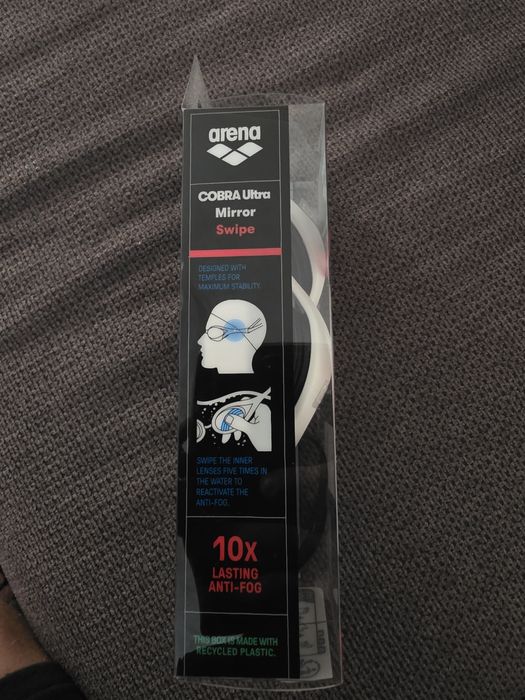 arena
COBRA Ultra
Mirror
Swipe
DESIGNED WITH
TEMPLES FOR
MAXIMUM STABILITY.
SWIPE THE INNER
LENSES FIVE TIMES IN
THE WATER TO
REACTIVATE THE
ANTI-FOG.
10x
LASTING
ANTI-FOG
THIS BOX IS MADE WITH
RECYCLED PLASTIC.